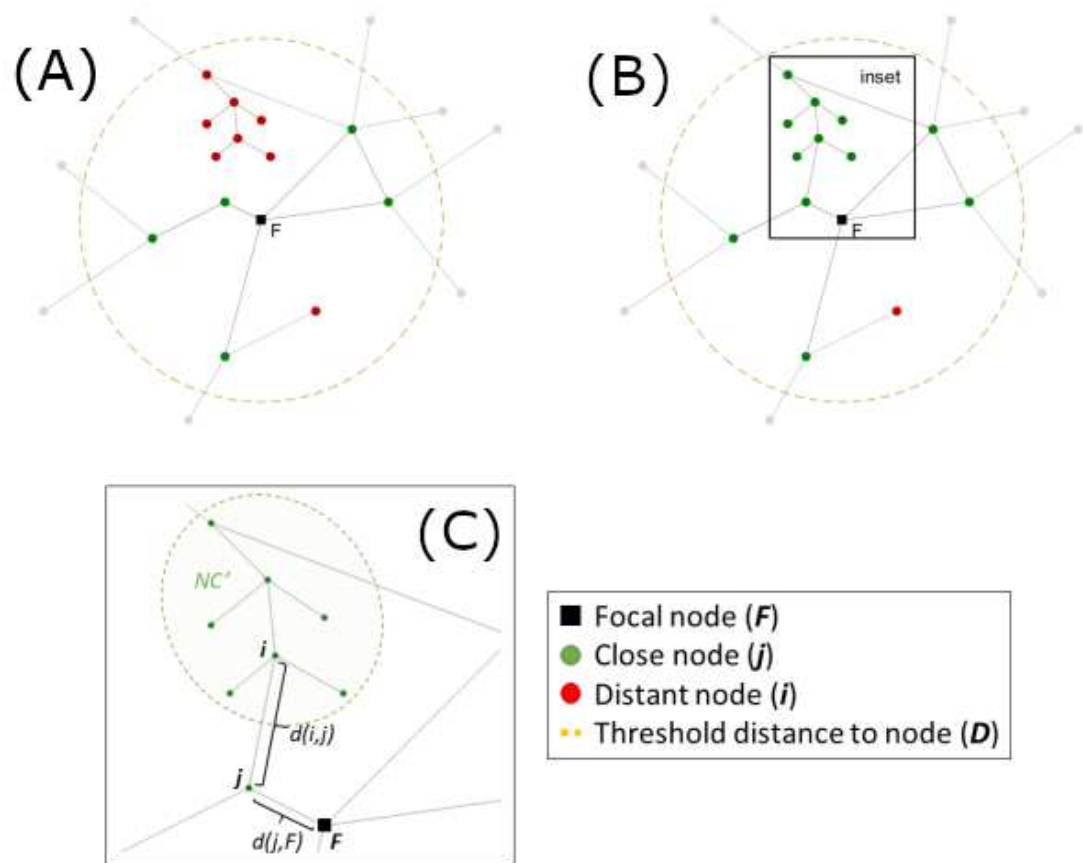 (A)
F
(B)
inset
F
(C)
NC'
i
d(i,j)
j
d(j,F)
F
Focal node (F)
Close node (j)
Distant node (i)
Threshold distance to node (D)